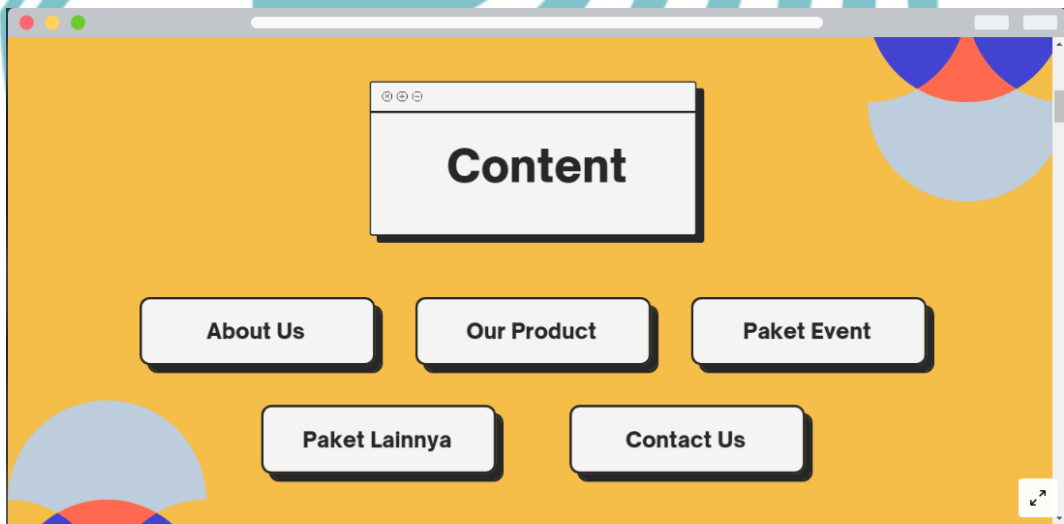 Content
About Us
Our Product
Paket Event
Paket Lainnya
Contact Us